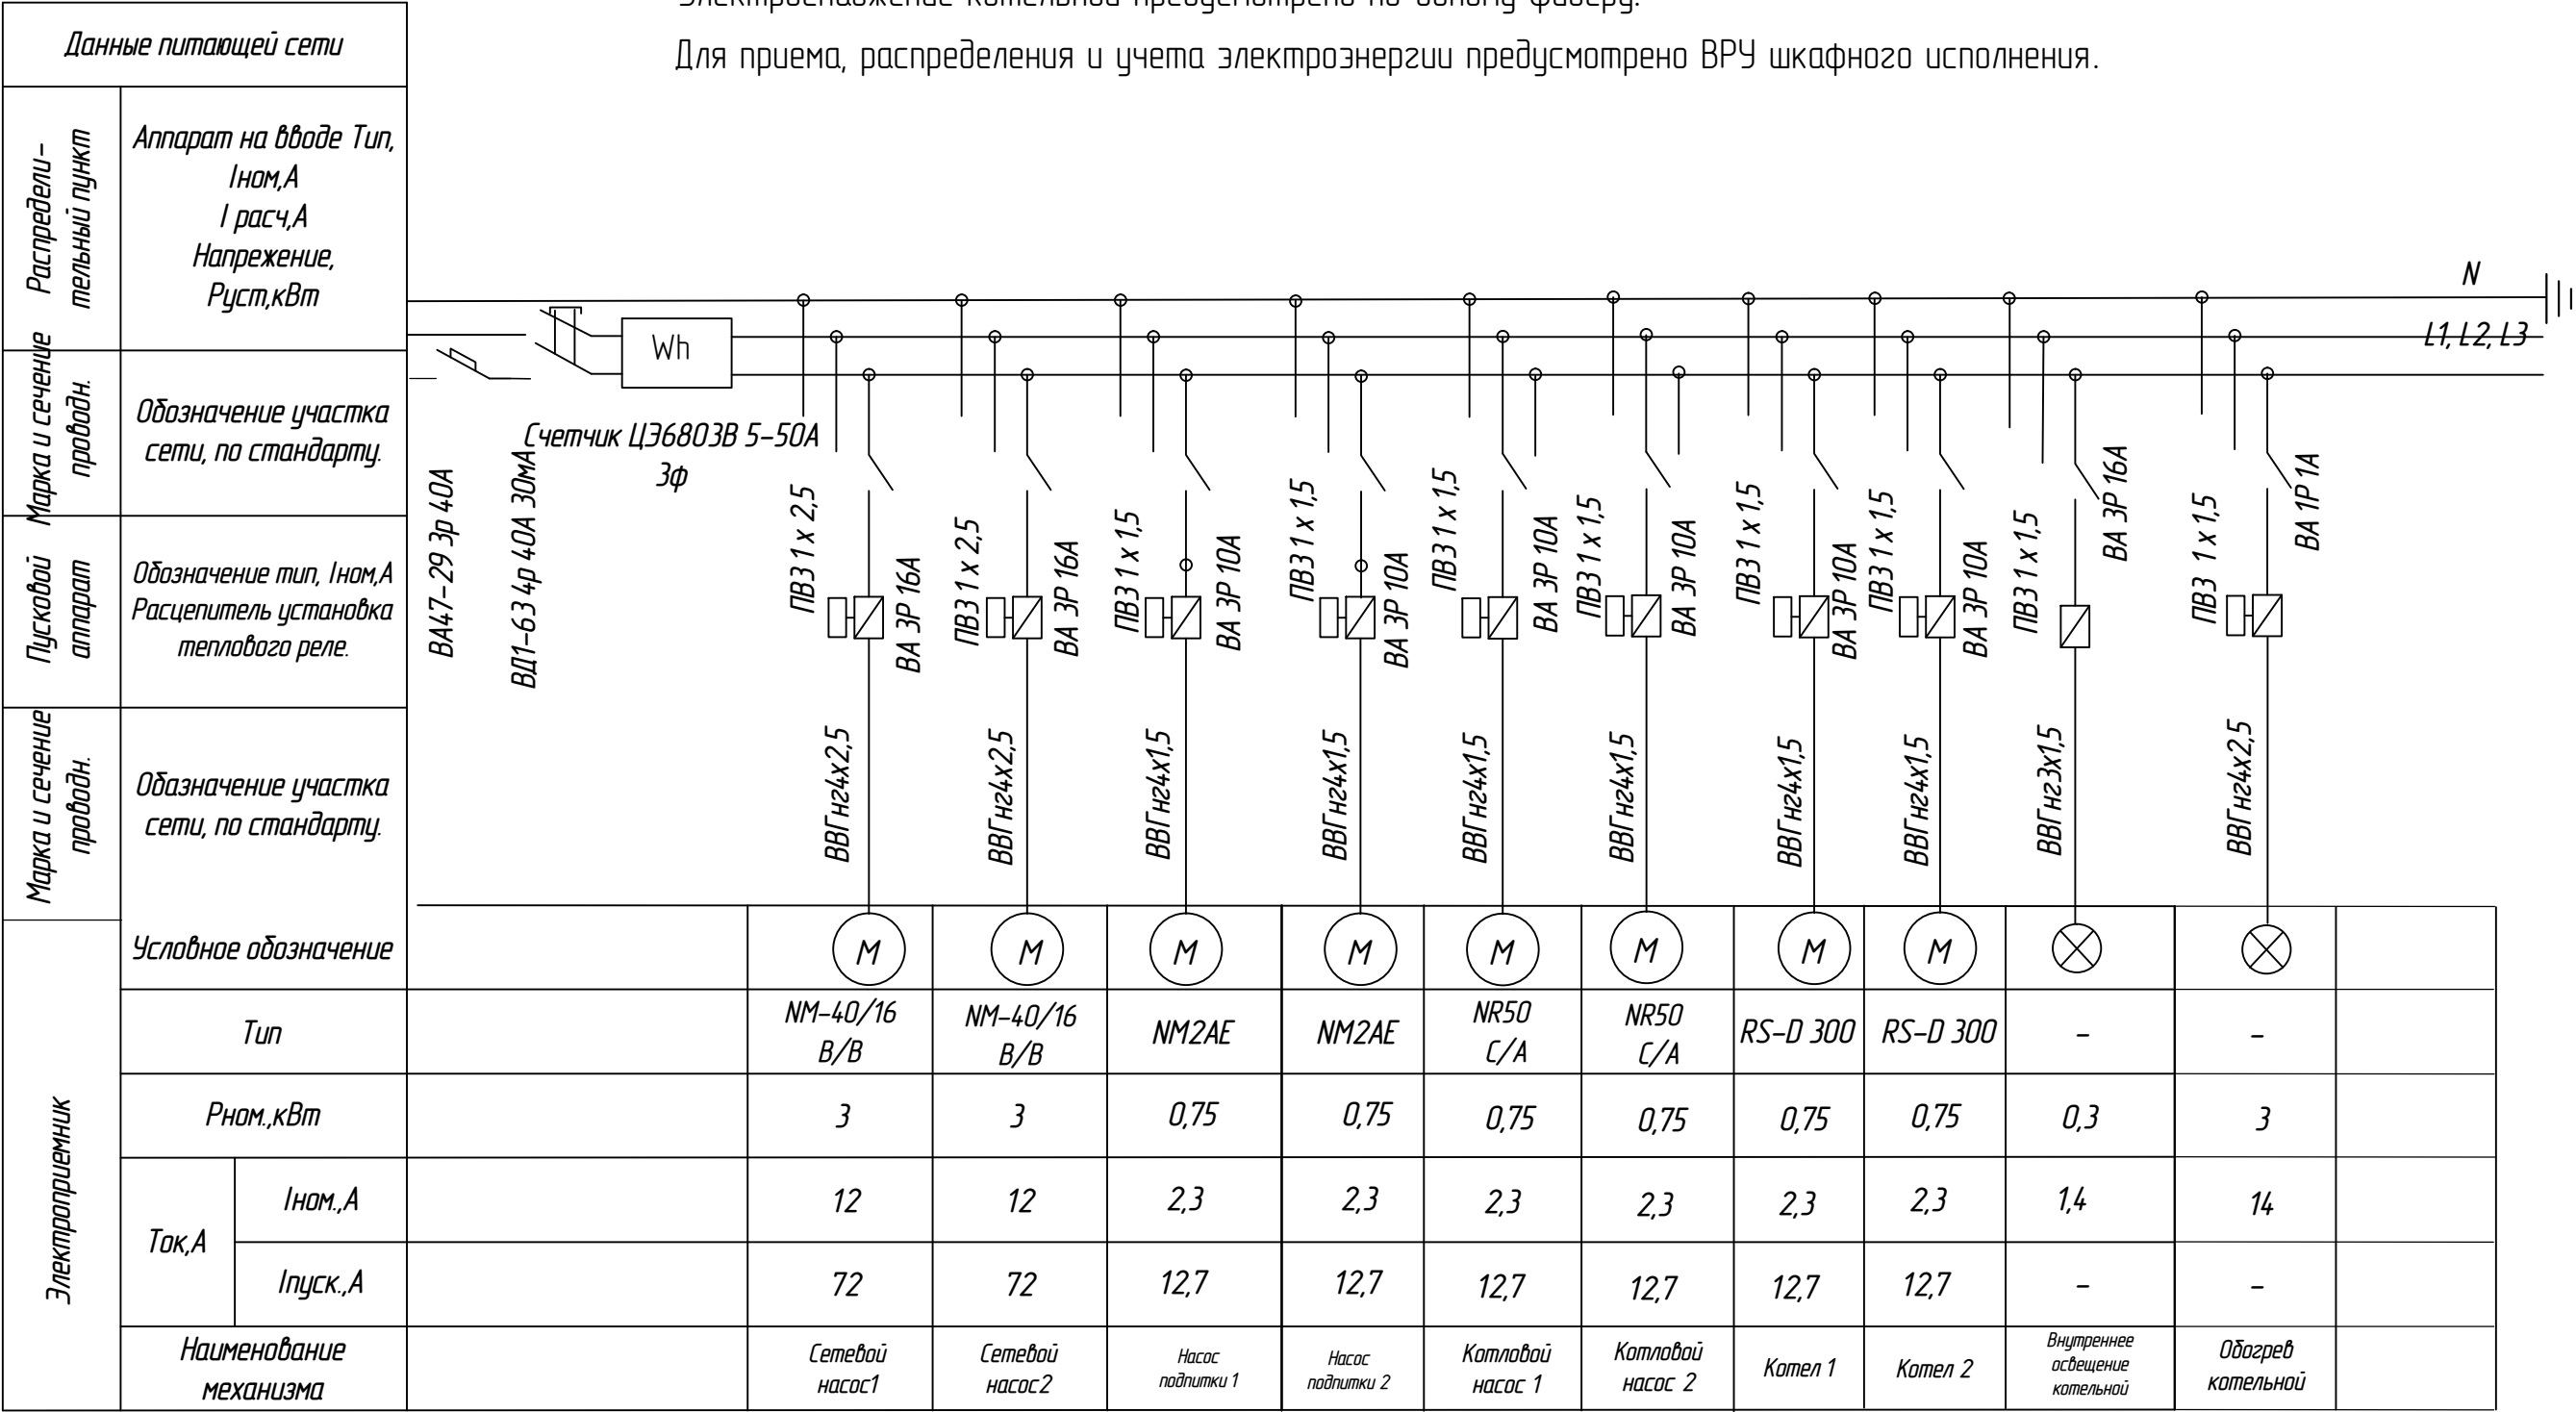 Электроснабжение котельной предусмотрено по одному фидеру.
Для приема, распределения и учета электроэнергии предусмотрено ВРУ шкафного исполнения.
Данные питающей сети
Распредели-
тельный пункт
Аппарат на вводе Тип,
Iном,А
I расч,А
Напрежение,
Руст,кВт
Марка и сечение
проводн.
Обозначение участка
сети, по стандарту.
Пусковой
аппарат
Обозначение тип, Iном,А
Расцепитель установка
теплового реле.
Марка и сечение
проводн.
Обазначение участка
сети, по стандарту.
N
L1, L2, L3
Wh
Счетчик ЦЭ6803В 5-50А
3ф
ВА47-29 3р 40А
ВД1-63 4р 40А 30мА
ПВ3 1 х 2,5
ВА 3Р 16А
ПВ3 1 х 2,5
ВА 3Р 16А
ПВ3 1 х 1,5
ВА 3Р 10А
ПВ3 1 х 1,5
ВА 3Р 10А
ПВ3 1 х 1,5
ВА 3Р 10А
ПВ3 1 х 1,5
ВА 3Р 10А
ПВ3 1 х 1,5
ВА 3Р 10А
ПВ3 1 х 1,5
ВА 3Р 10А
ПВ3 1 х 1,5
ВА 3Р 16А
ПВ3 1 х 1,5
ВА 1Р 1А
ВВГнг4х2,5
ВВГнг4х2,5
ВВГнг4х1,5
ВВГнг4х1,5
ВВГнг4х1,5
ВВГнг4х1,5
ВВГнг4х1,5
ВВГнг4х1,5
ВВГнг3х1,5
ВВГнг4х2,5
Электроприемник
Условное обозначение
М М М М М М М М
Тип
NM-40/16
B/B
NM-40/16
B/B
NM2AE
NM2AE
NR50
C/A
NR50
C/A
RS-D 300
RS-D 300
-
-
Рном.,кВт
3 3 0,75 0,75 0,75 0,75 0,75 0,75 0,3 3
Ток,А
Iном.,А
12 12 2,3 2,3 2,3 2,3 2,3 2,3 1,4 14
Iпуск.,А
72 72 12,7 12,7 12,7 12,7 12,7 12,7 - -
Наименование
механизма
Сетевой
насос1
Сетевой
насос2
Насос
подпитки 1
Насос
подпитки 2
Котловой
насос 1
Котловой
насос 2
Котел 1
Котел 2
Внутреннее
освещение
котельной
Обогрев
котельной